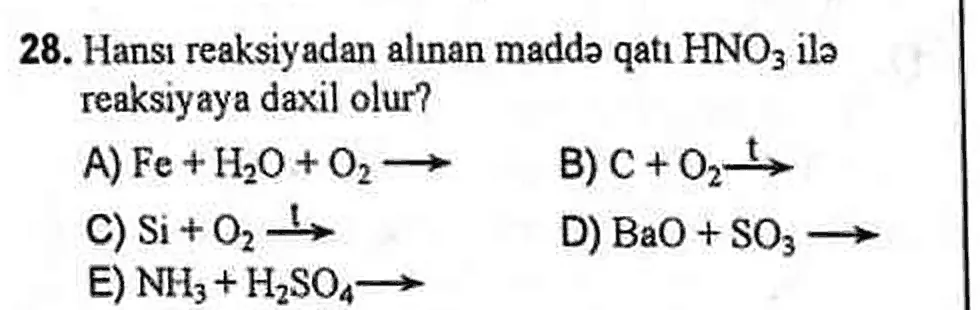 28. Hansı reaksiyadan alınan maddə qatı HNO₃ ilə
reaksiyaya daxil olur?
A) Fe + H₂O + O₂ ⟶ B) C + O₂ —t→
C) Si + O₂ —t→ D) BaO + SO₃ ⟶
E) NH₃ + H₂SO₄ ⟶